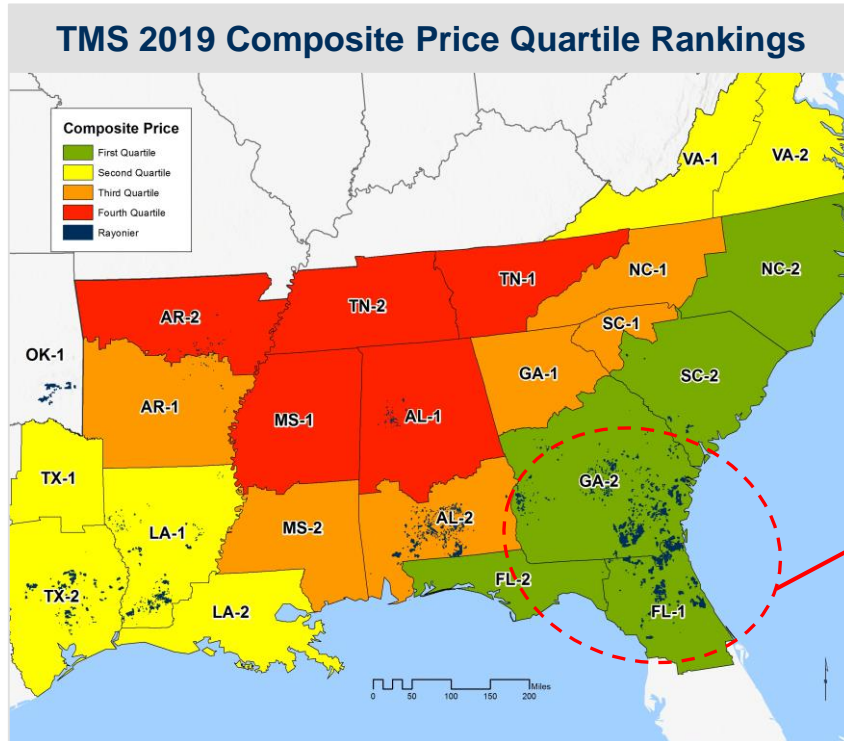 TMS 2019 Composite Price Quartile Rankings
Composite Price
First Quartile
Second Quartile
Third Quartile
Fourth Quartile
Rayonier
VA-1
VA-2
NC-1
NC-2
TN-1
TN-2
AR-2
SC-1
OK-1
GA-1
SC-2
AR-1
MS-1
AL-1
TX-1
GA-2
LA-1
MS-2
AL-2
TX-2
FL-2
LA-2
FL-1
0 50 100 150 200
Miles